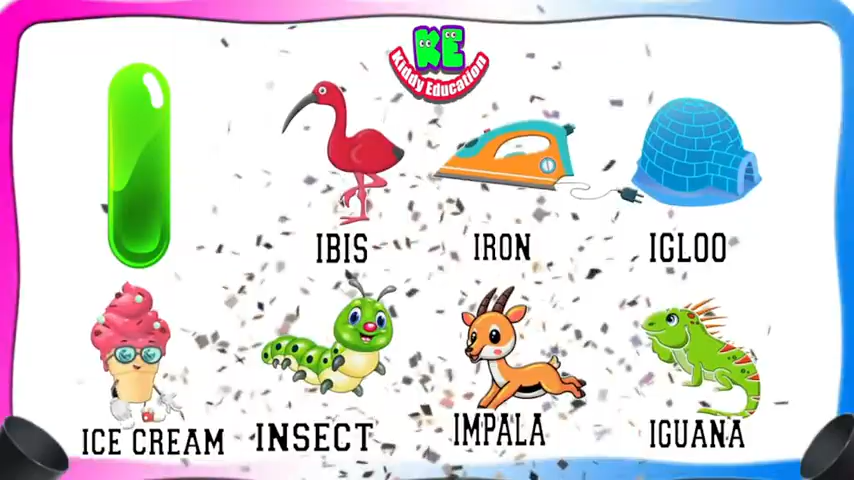 KE
Kiddy Education
I
IBIS
IRON
IGLOO
ICE CREAM
INSECT
IMPALA
IGUANA